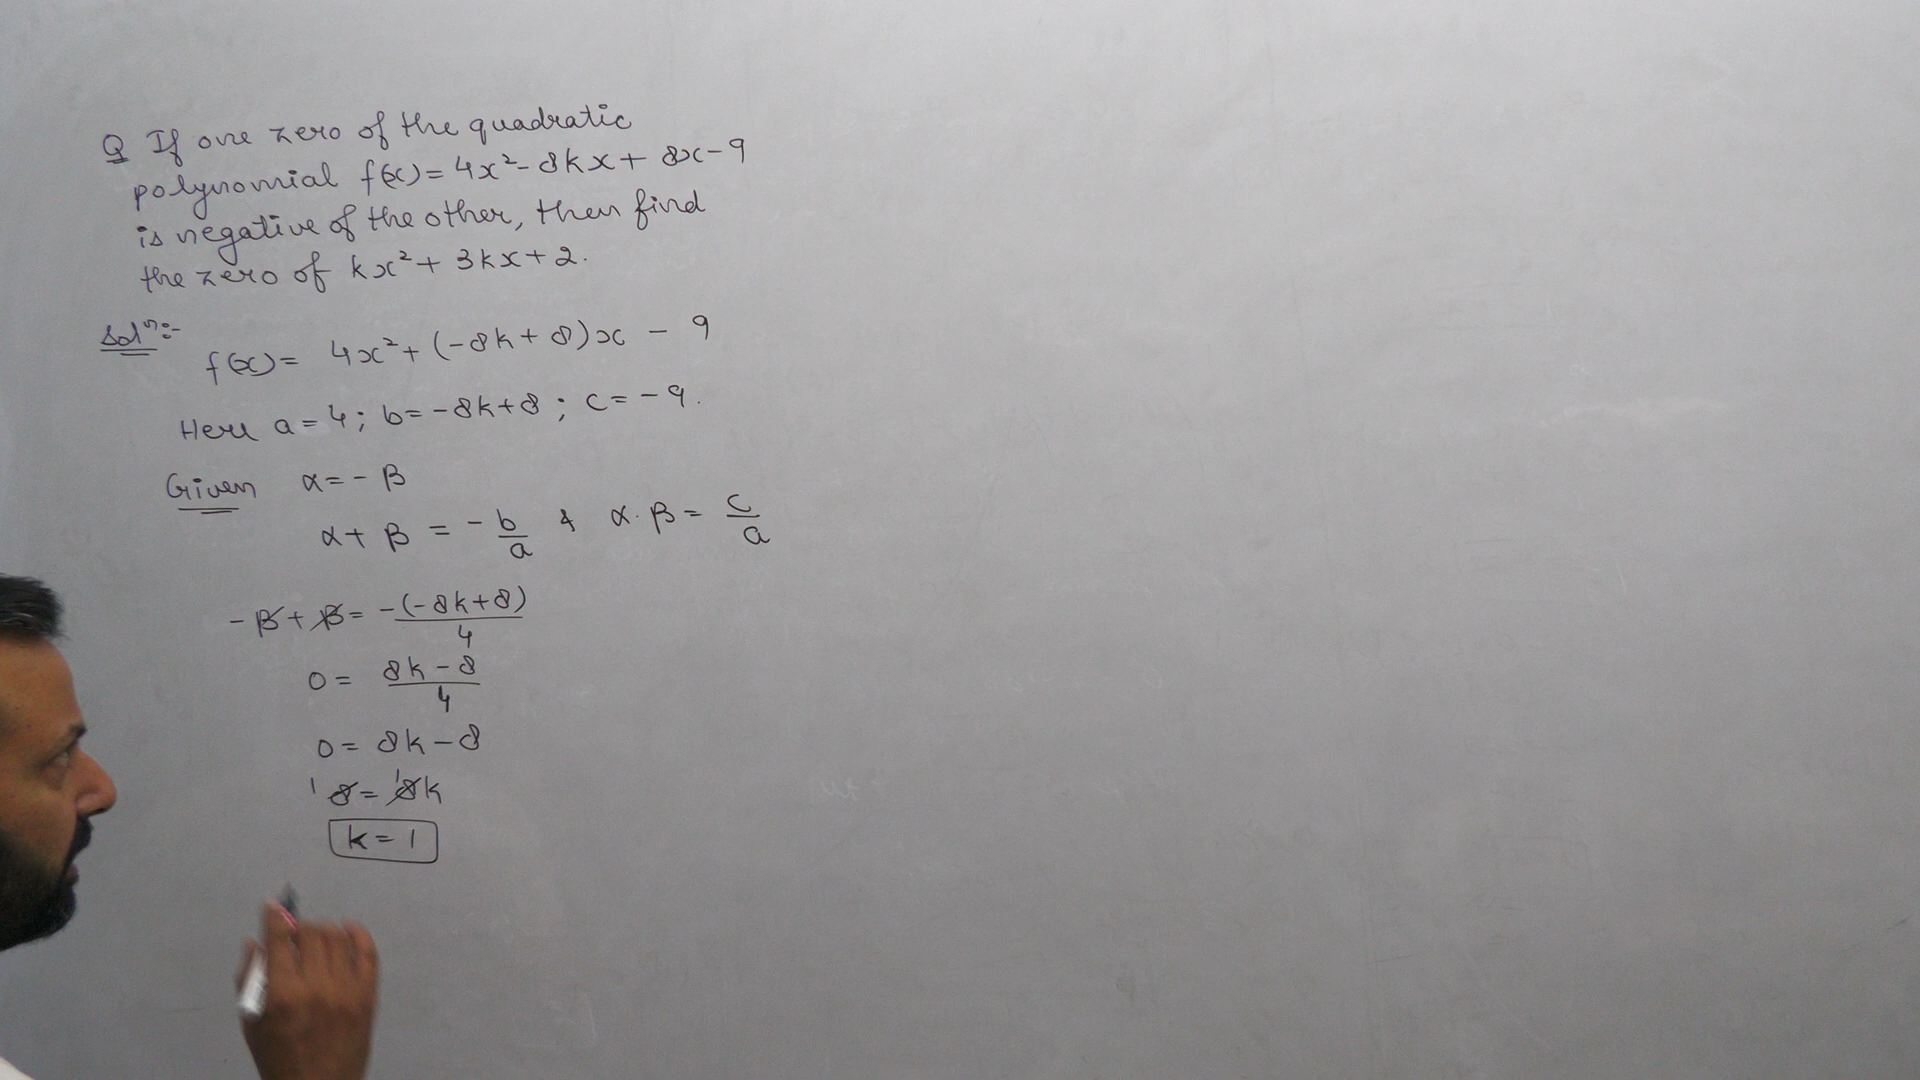 Q If one zero of the quadratic
polynomial f(x) = 4x² - 8kx + 8x - 9
is negative of the other, then find
the zero of kx² + 3kx + 2.
Solⁿ:-
f(x) = 4x² + (-8k + 8)x - 9
Here a = 4; b = -8k+8; c = -9.
Given α = - β
α + β = -b/a & α·β = c/a
-β + β = -(-8k+8)/4
0 = 8k - 8/4
0 = 8k - 8
1 8 = 1 8k
k = 1